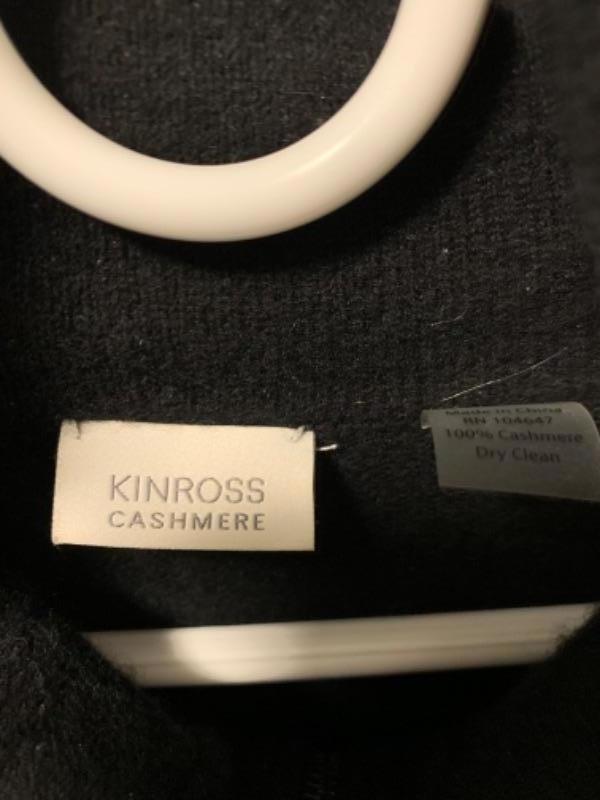 KINROSS
CASHMERE
Made in China
RN 104647
100% Cashmere
Dry Clean